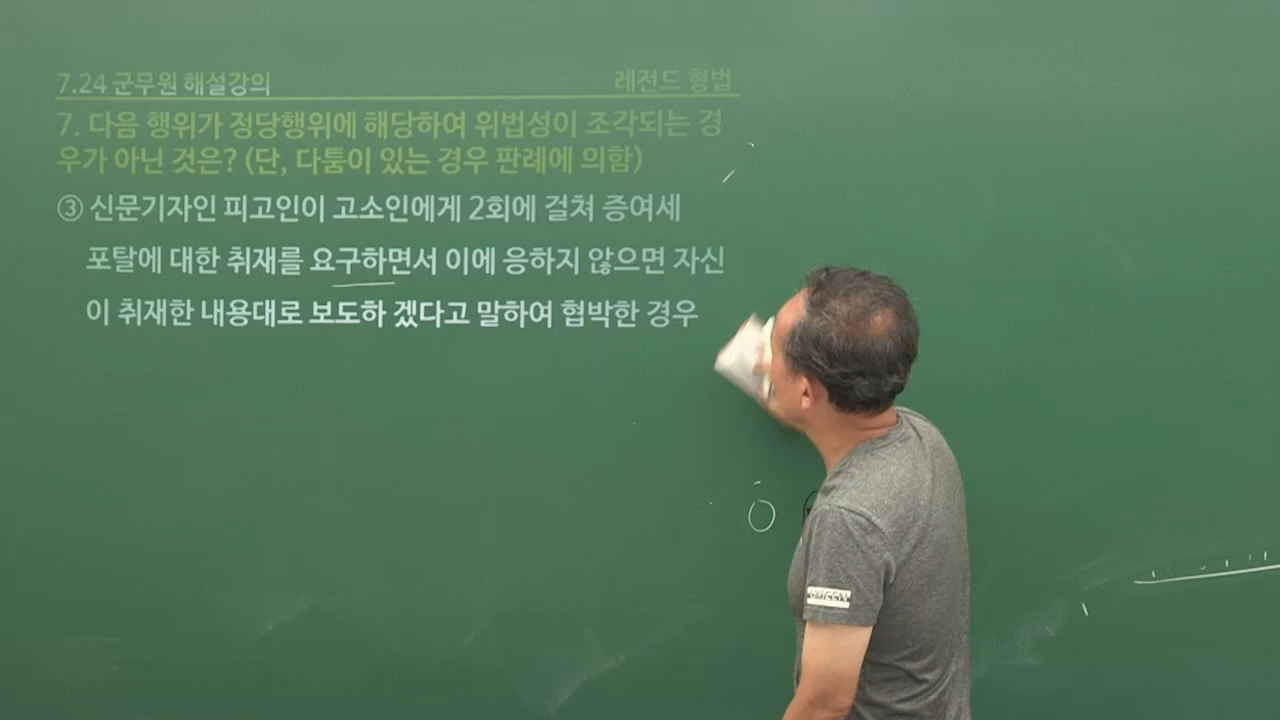 7.24 군무원 해설강의
레전드 형법
7. 다음 행위가 정당행위에 해당하여 위법성이 조각되는 경
우가 아닌 것은? (단, 다툼이 있는 경우 판례에 의함)
③ 신문기자인 피고인이 고소인에게 2회에 걸쳐 증여세
포탈에 대한 취재를 요구하면서 이에 응하지 않으면 자신
이 취재한 내용대로 보도하 겠다고 말하여 협박한 경우